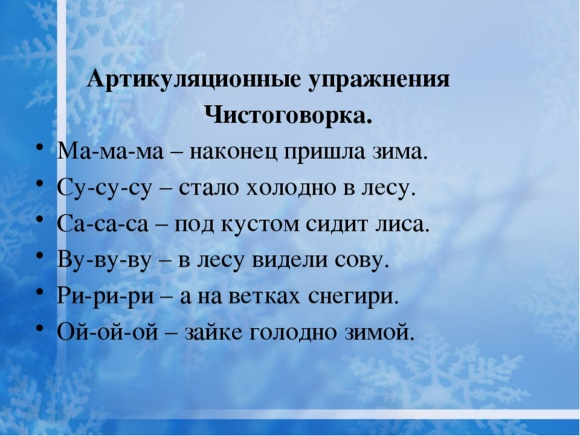 Артикуляционные упражнения
Чистоговорка.
• Ма-ма-ма – наконец пришла зима.
• Су-су-су – стало холодно в лесу.
• Са-са-са – под кустом сидит лиса.
• Ву-ву-ву – в лесу видели сову.
• Ри-ри-ри – а на ветках снегири.
• Ой-ой-ой – зайке голодно зимой.